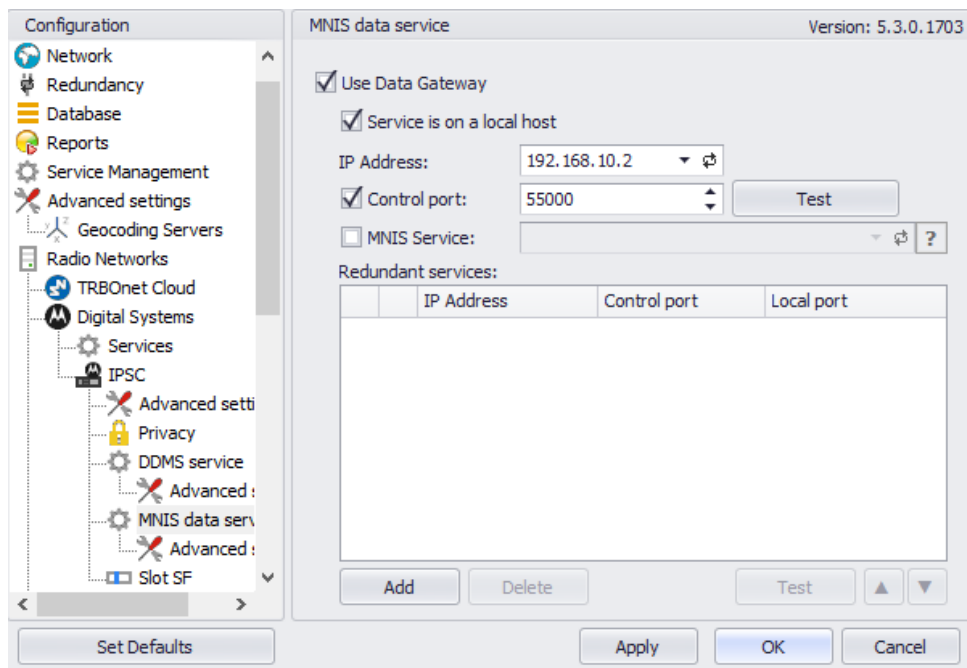 Configuration
Network
Redundancy
Database
Reports
Service Management
Advanced settings
Geocoding Servers
Radio Networks
TRBOnet Cloud
Digital Systems
Services
IPSC
Advanced setti
Privacy
DDMS service
Advanced s
MNIS data serv
Advanced s
Slot SF
Set Defaults
MNIS data service Version: 5.3.0.1703
Use Data Gateway
Service is on a local host
IP Address: 192.168.10.2
Control port: 55000 Test
MNIS Service: ?
Redundant services:
IP Address Control port Local port
Add Delete Test
Apply OK Cancel